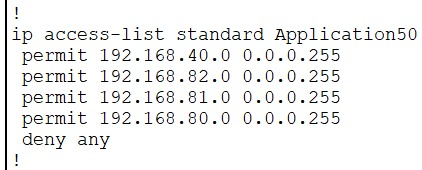 !
ip access-list standard Application50
 permit 192.168.40.0 0.0.0.255
 permit 192.168.82.0 0.0.0.255
 permit 192.168.81.0 0.0.0.255
 permit 192.168.80.0 0.0.0.255
 deny any
!